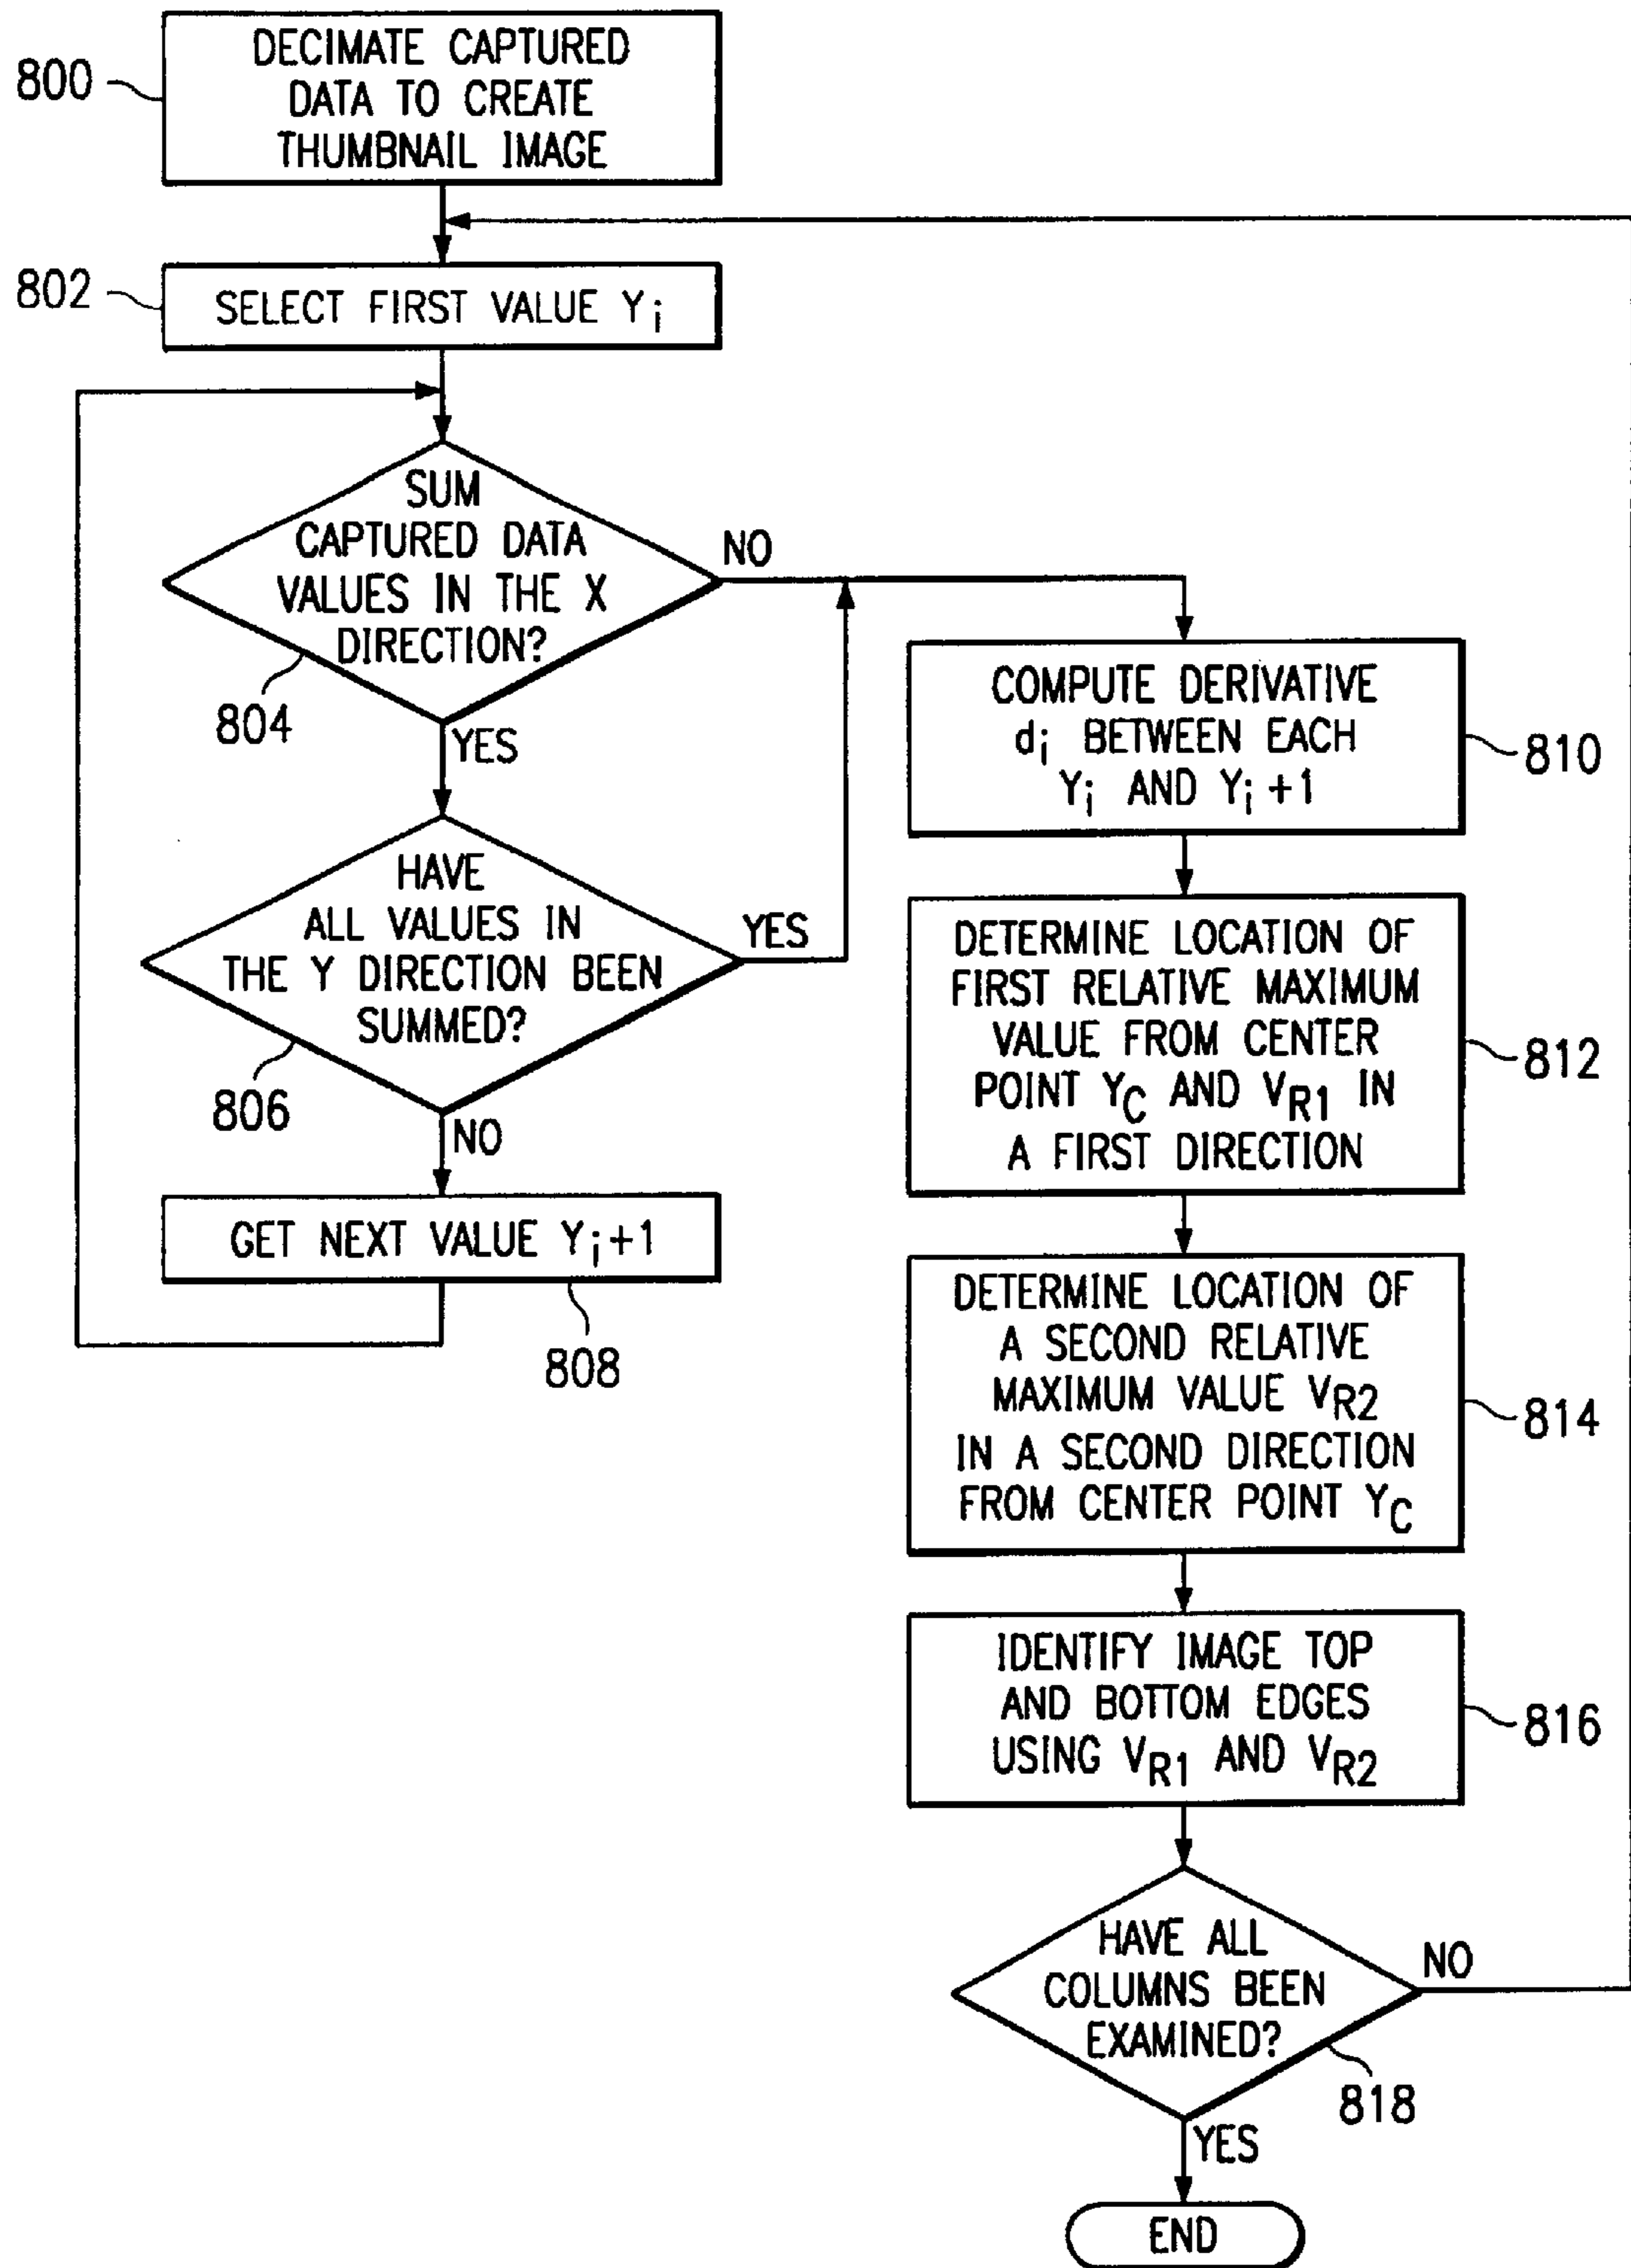 800
DECIMATE CAPTURED
DATA TO CREATE
THUMBNAIL IMAGE
802
SELECT FIRST VALUE Yi
SUM
CAPTURED DATA
VALUES IN THE X
DIRECTION?
NO
804
YES
HAVE
ALL VALUES IN
THE Y DIRECTION BEEN
SUMMED?
YES
806
NO
GET NEXT VALUE Yi+1
808
COMPUTE DERIVATIVE
di BETWEEN EACH
Yi AND Yi+1
810
DETERMINE LOCATION OF
FIRST RELATIVE MAXIMUM
VALUE FROM CENTER
POINT YC AND VR1 IN
A FIRST DIRECTION
812
DETERMINE LOCATION OF
A SECOND RELATIVE
MAXIMUM VALUE VR2
IN A SECOND DIRECTION
FROM CENTER POINT YC
814
IDENTIFY IMAGE TOP
AND BOTTOM EDGES
USING VR1 AND VR2
816
HAVE ALL
COLUMNS BEEN
EXAMINED?
NO
818
YES
END